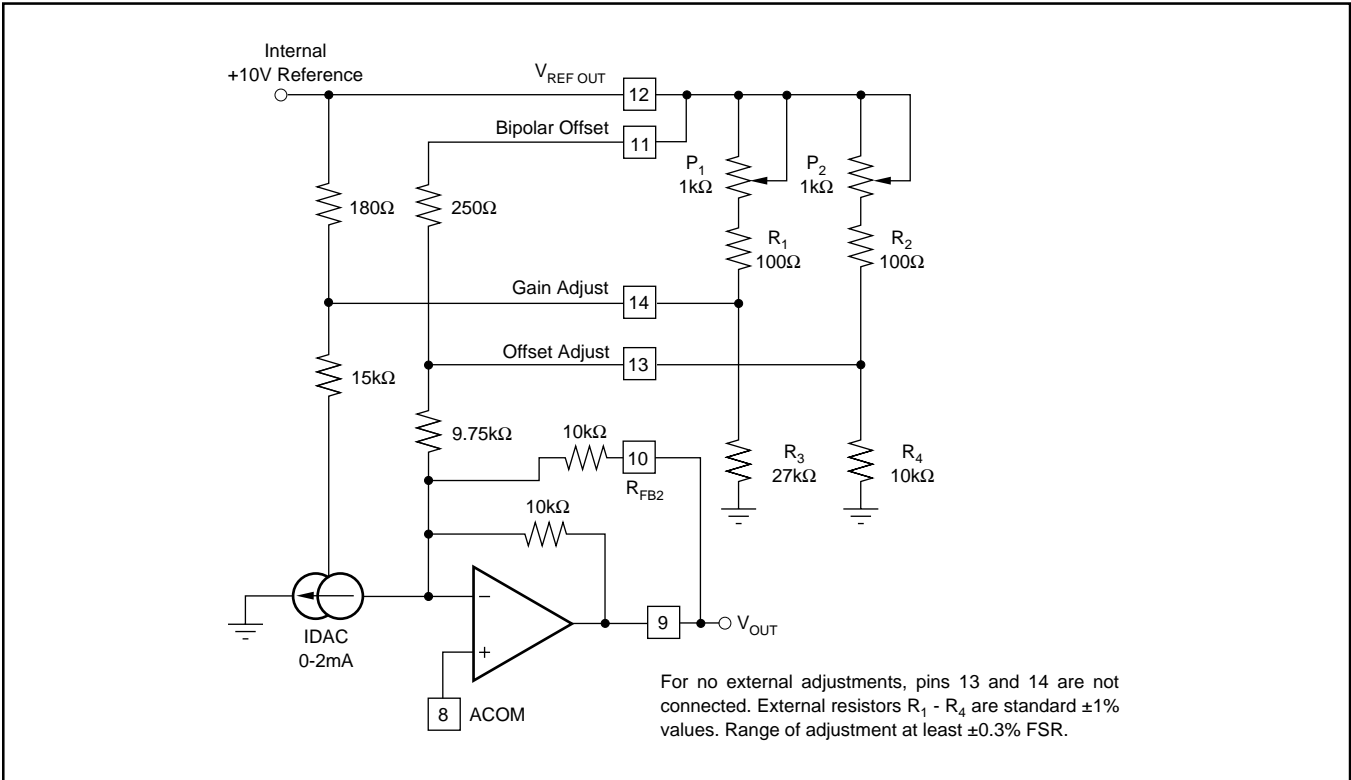 Internal
+10V Reference
V_REF OUT
12
Bipolar Offset
11
P₁
1kΩ
P₂
1kΩ
180Ω
250Ω
R₁
100Ω
R₂
100Ω
Gain Adjust
14
Offset Adjust
13
15kΩ
9.75kΩ
10kΩ
10
R_FB2
R₃
27kΩ
R₄
10kΩ
10kΩ
–
+
9
V_OUT
IDAC
0-2mA
8
ACOM
For no external adjustments, pins 13 and 14 are not
connected. External resistors R₁ - R₄ are standard ±1%
values. Range of adjustment at least ±0.3% FSR.